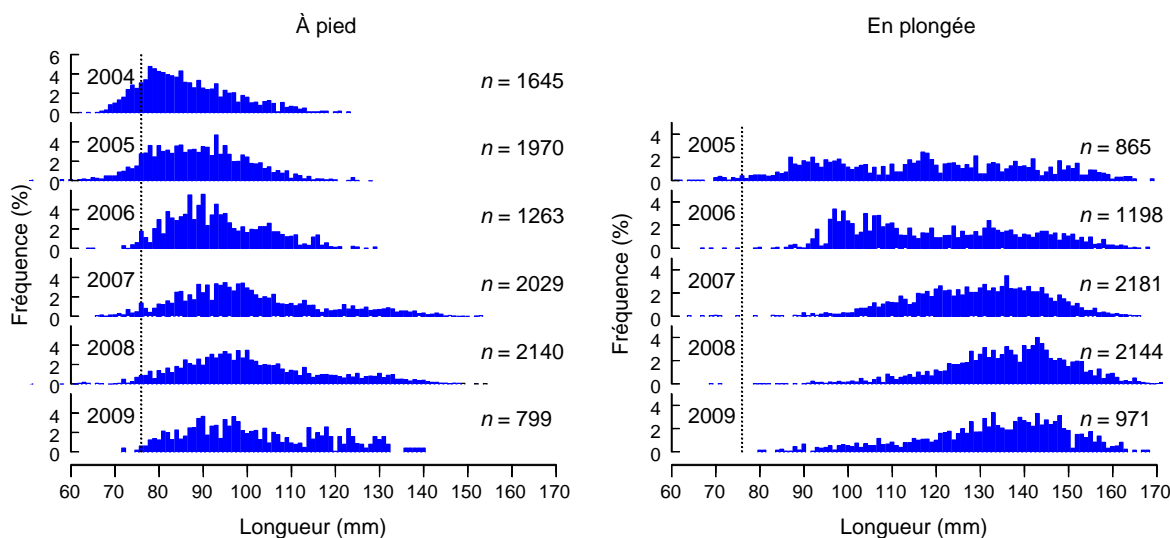 À pied
Fréquence (%)
6
4
2
0
2004
n = 1645
4
2
0
2005
n = 1970
4
2
0
2006
n = 1263
4
2
0
2007
n = 2029
4
2
0
2008
n = 2140
4
2
0
2009
n = 799
60 70 80 90 100 110 120 130 140 150 160 170
Longueur (mm)
En plongée
Fréquence (%)
4
2
0
2005
n = 865
4
2
0
2006
n = 1198
4
2
0
2007
n = 2181
4
2
0
2008
n = 2144
4
2
0
2009
n = 971
60 70 80 90 100 110 120 130 140 150 160 170
Longueur (mm)